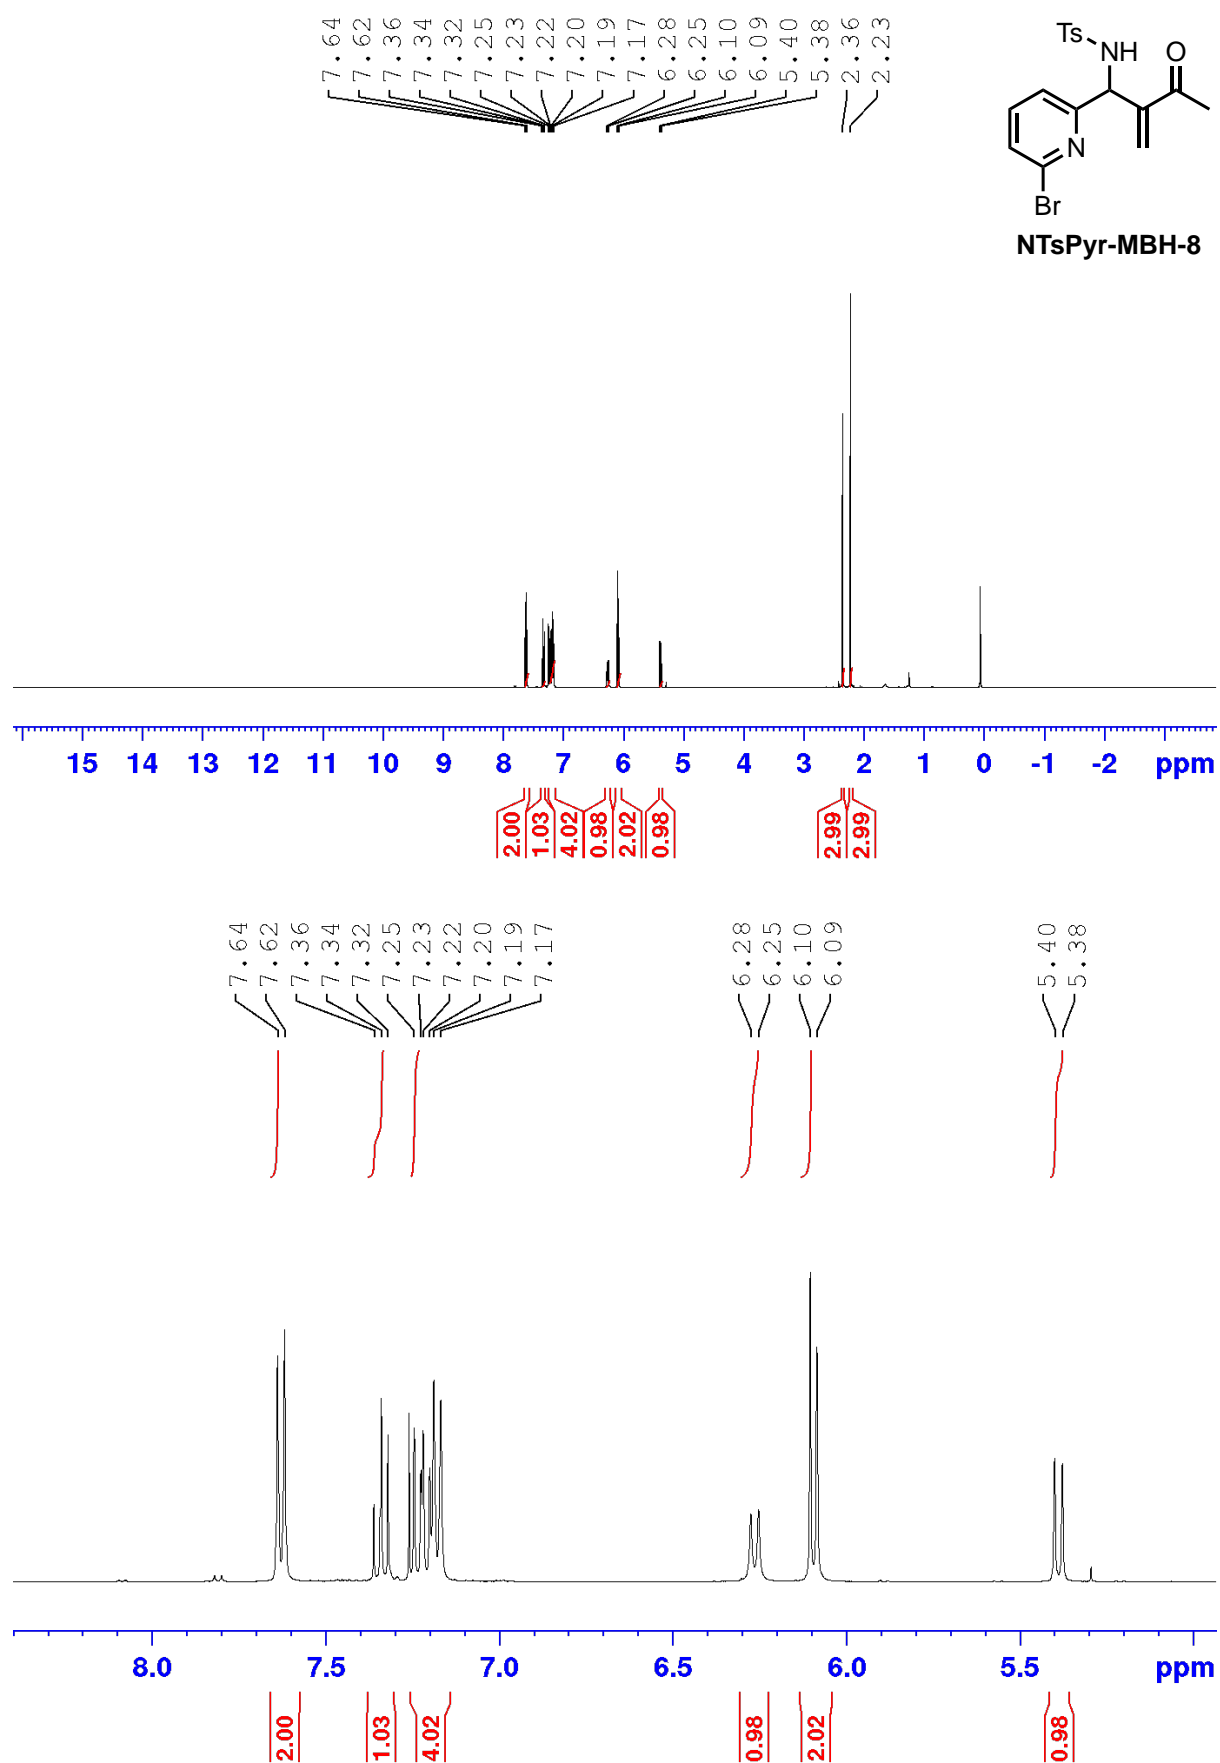 7.64 7.62 7.36 7.34 7.32 7.25 7.23 7.22 7.20 7.19 7.17 6.28 6.25 6.10 6.09 5.40 5.38 2.36 2.23
Ts NH O
N
Br
NTsPyr-MBH-8
15 14 13 12 11 10 9 8 7 6 5 4 3 2 1 0 -1 -2 ppm
2.00 1.03 4.02 0.98 2.02 0.98 2.99 2.99
7.64 7.62 7.36 7.34 7.32 7.25 7.23 7.22 7.20 7.19 7.17 6.28 6.25 6.10 6.09 5.40 5.38
8.0 7.5 7.0 6.5 6.0 5.5 ppm
2.00 1.03 4.02 0.98 2.02 0.98